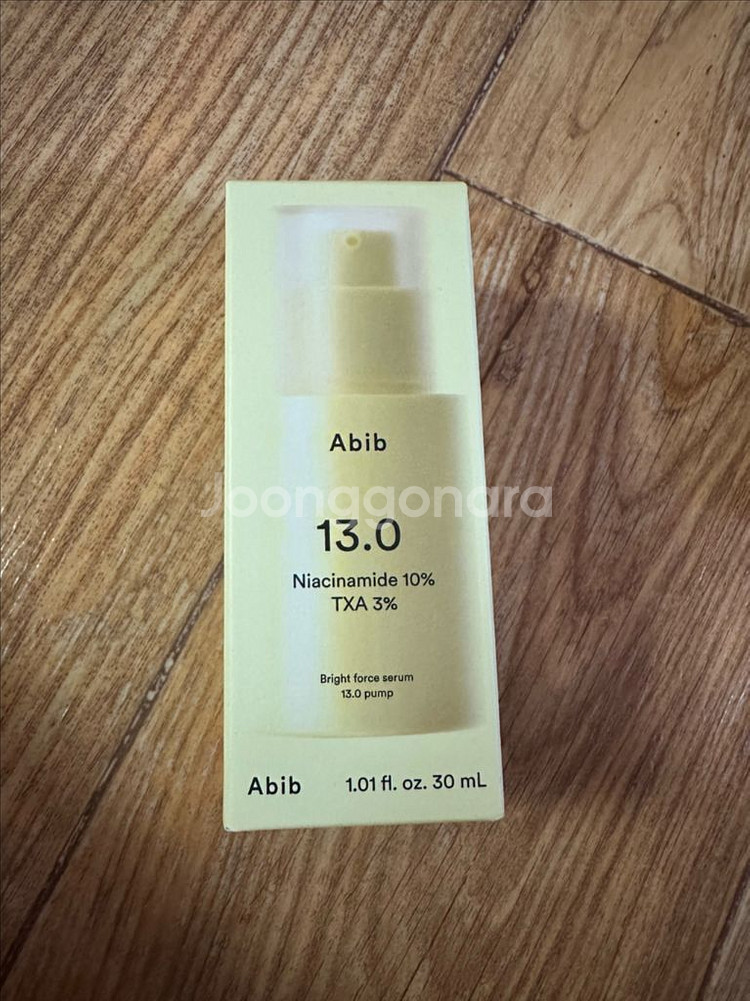 Abib
Joonggonara
13.0
Niacinamide 10%
TXA 3%
Bright force serum
13.0 pump
Abib 1.01 fl. oz. 30 mL